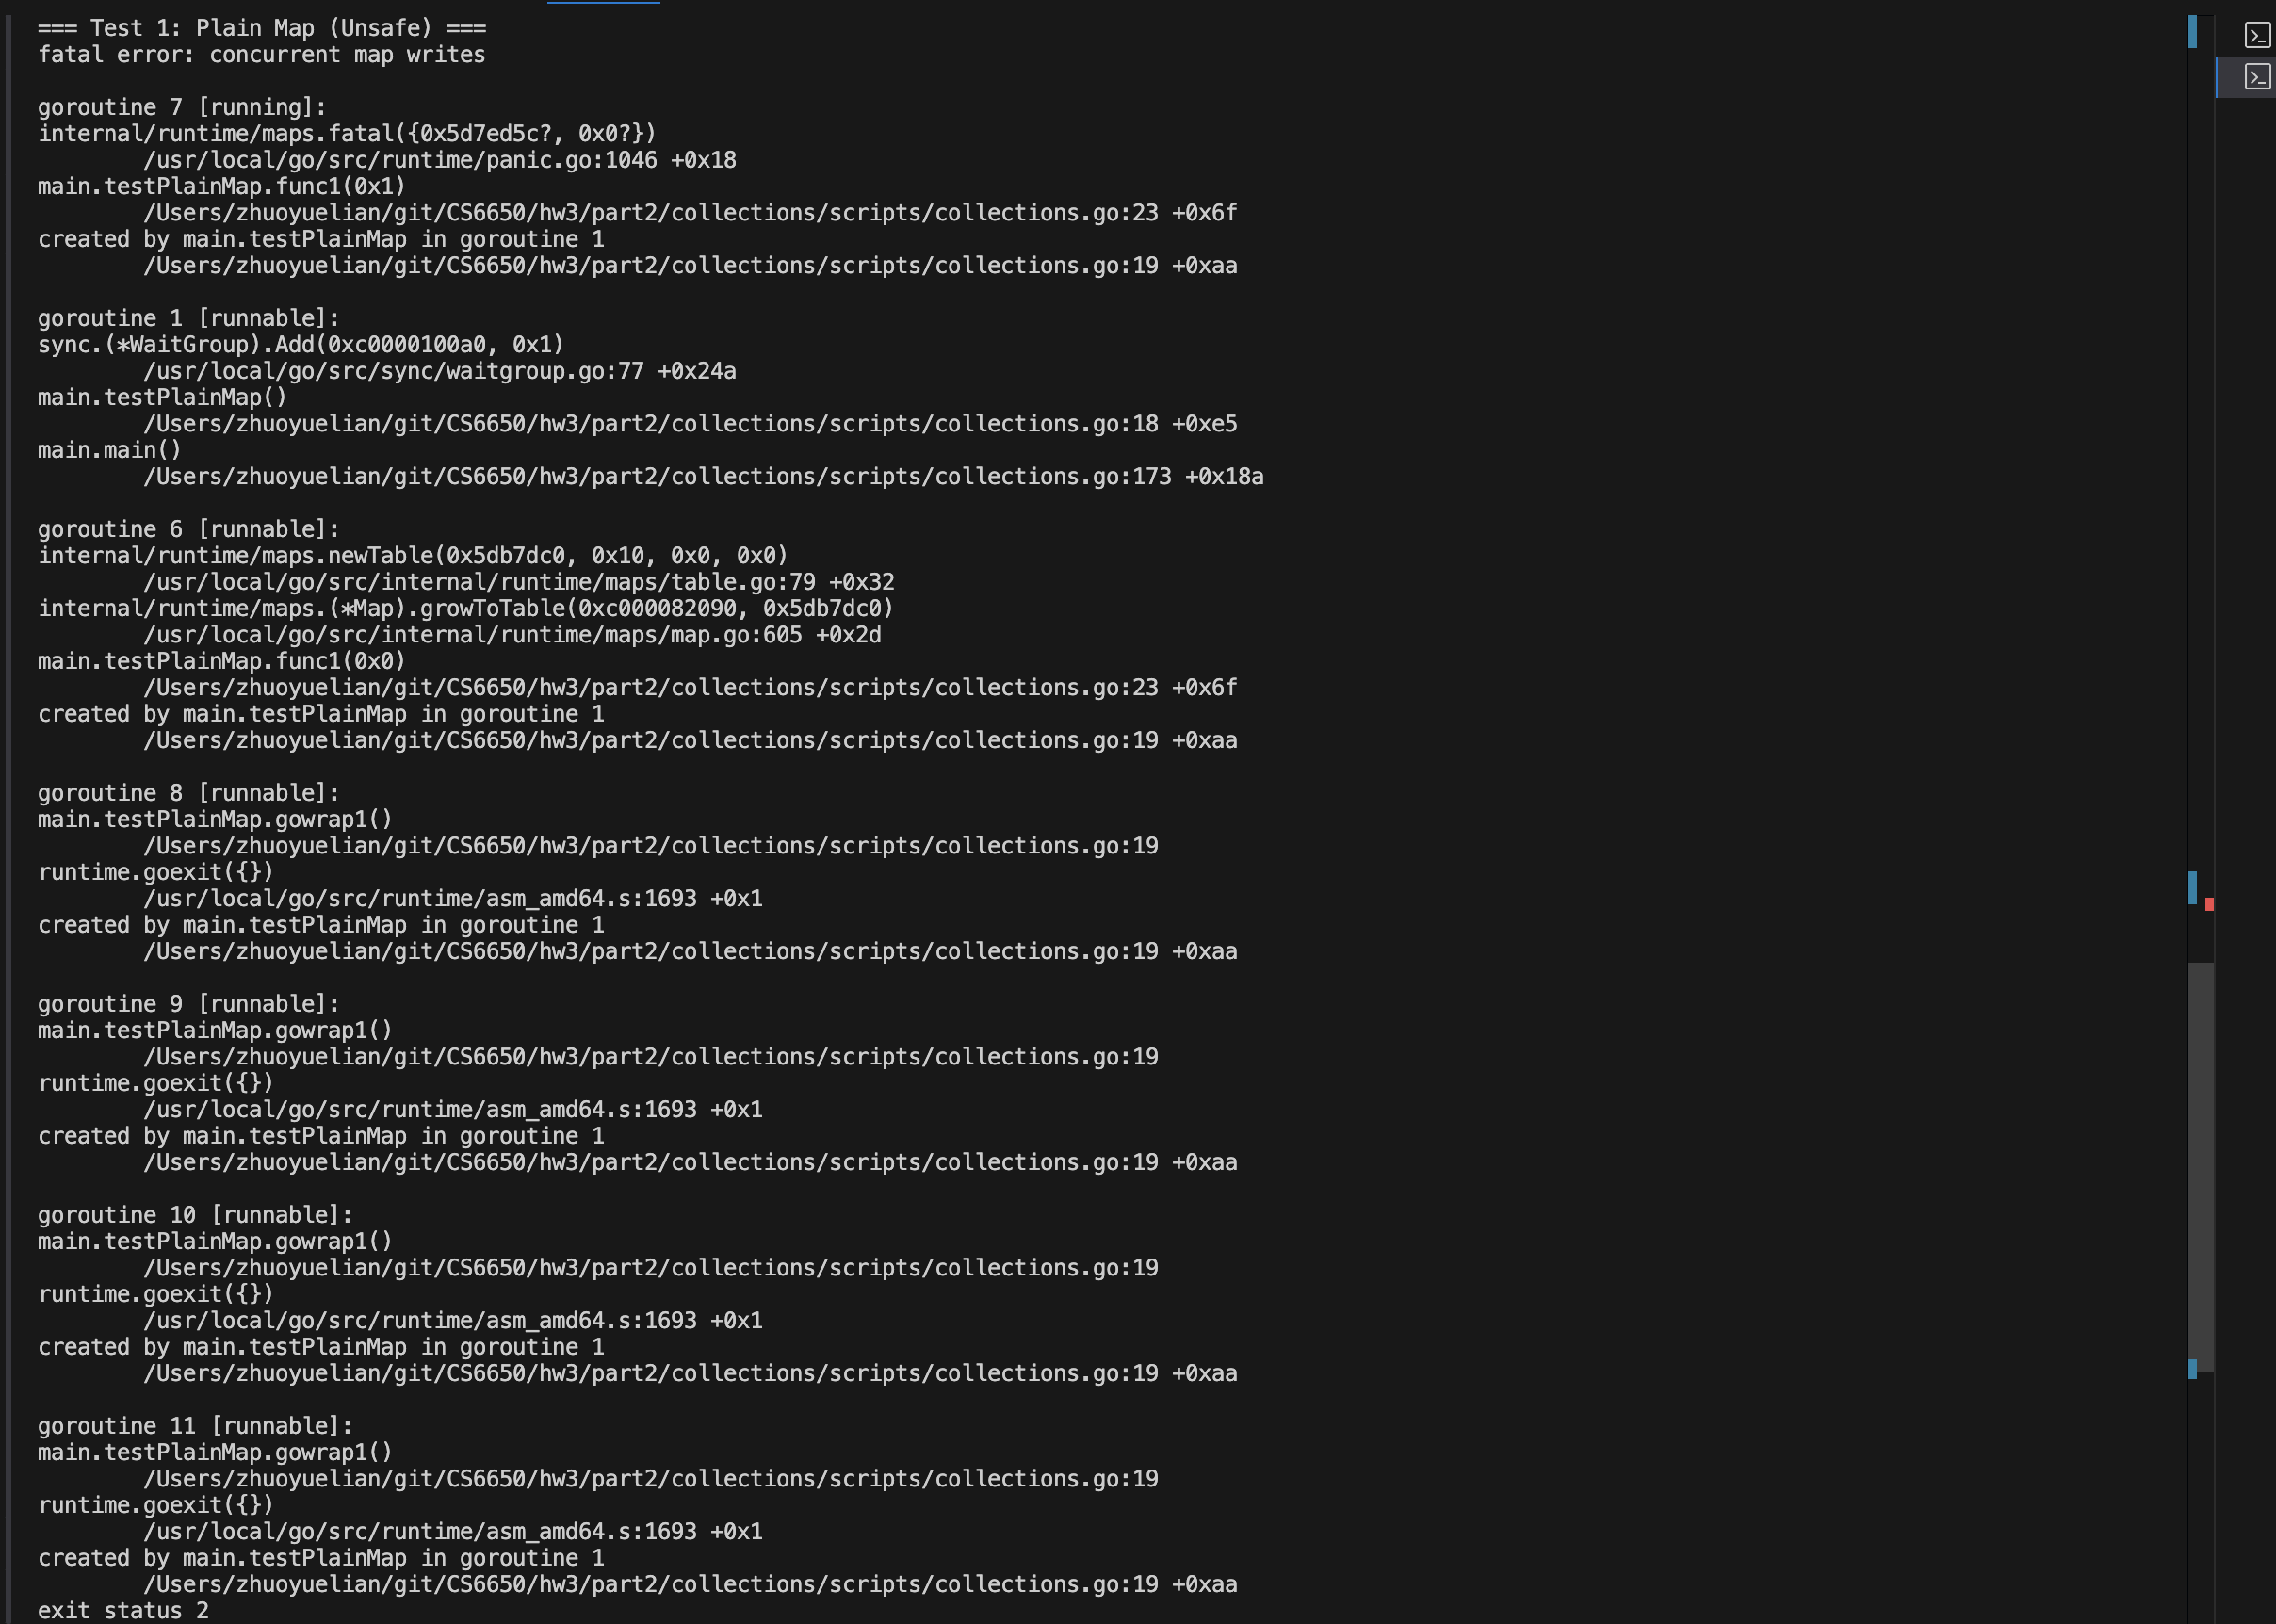 === Test 1: Plain Map (Unsafe) ===
fatal error: concurrent map writes

goroutine 7 [running]:
internal/runtime/maps.fatal({0x5d7ed5c?, 0x0?})
        /usr/local/go/src/runtime/panic.go:1046 +0x18
main.testPlainMap.func1(0x1)
        /Users/zhuoyuelian/git/CS6650/hw3/part2/collections/scripts/collections.go:23 +0x6f
created by main.testPlainMap in goroutine 1
        /Users/zhuoyuelian/git/CS6650/hw3/part2/collections/scripts/collections.go:19 +0xaa

goroutine 1 [runnable]:
sync.(*WaitGroup).Add(0xc0000100a0, 0x1)
        /usr/local/go/src/sync/waitgroup.go:77 +0x24a
main.testPlainMap()
        /Users/zhuoyuelian/git/CS6650/hw3/part2/collections/scripts/collections.go:18 +0xe5
main.main()
        /Users/zhuoyuelian/git/CS6650/hw3/part2/collections/scripts/collections.go:173 +0x18a

goroutine 6 [runnable]:
internal/runtime/maps.newTable(0x5db7dc0, 0x10, 0x0, 0x0)
        /usr/local/go/src/internal/runtime/maps/table.go:79 +0x32
internal/runtime/maps.(*Map).growToTable(0xc000082090, 0x5db7dc0)
        /usr/local/go/src/internal/runtime/maps/map.go:605 +0x2d
main.testPlainMap.func1(0x0)
        /Users/zhuoyuelian/git/CS6650/hw3/part2/collections/scripts/collections.go:23 +0x6f
created by main.testPlainMap in goroutine 1
        /Users/zhuoyuelian/git/CS6650/hw3/part2/collections/scripts/collections.go:19 +0xaa

goroutine 8 [runnable]:
main.testPlainMap.gowrap1()
        /Users/zhuoyuelian/git/CS6650/hw3/part2/collections/scripts/collections.go:19
runtime.goexit({})
        /usr/local/go/src/runtime/asm_amd64.s:1693 +0x1
created by main.testPlainMap in goroutine 1
        /Users/zhuoyuelian/git/CS6650/hw3/part2/collections/scripts/collections.go:19 +0xaa

goroutine 9 [runnable]:
main.testPlainMap.gowrap1()
        /Users/zhuoyuelian/git/CS6650/hw3/part2/collections/scripts/collections.go:19
runtime.goexit({})
        /usr/local/go/src/runtime/asm_amd64.s:1693 +0x1
created by main.testPlainMap in goroutine 1
        /Users/zhuoyuelian/git/CS6650/hw3/part2/collections/scripts/collections.go:19 +0xaa

goroutine 10 [runnable]:
main.testPlainMap.gowrap1()
        /Users/zhuoyuelian/git/CS6650/hw3/part2/collections/scripts/collections.go:19
runtime.goexit({})
        /usr/local/go/src/runtime/asm_amd64.s:1693 +0x1
created by main.testPlainMap in goroutine 1
        /Users/zhuoyuelian/git/CS6650/hw3/part2/collections/scripts/collections.go:19 +0xaa

goroutine 11 [runnable]:
main.testPlainMap.gowrap1()
        /Users/zhuoyuelian/git/CS6650/hw3/part2/collections/scripts/collections.go:19
runtime.goexit({})
        /usr/local/go/src/runtime/asm_amd64.s:1693 +0x1
created by main.testPlainMap in goroutine 1
        /Users/zhuoyuelian/git/CS6650/hw3/part2/collections/scripts/collections.go:19 +0xaa
exit status 2